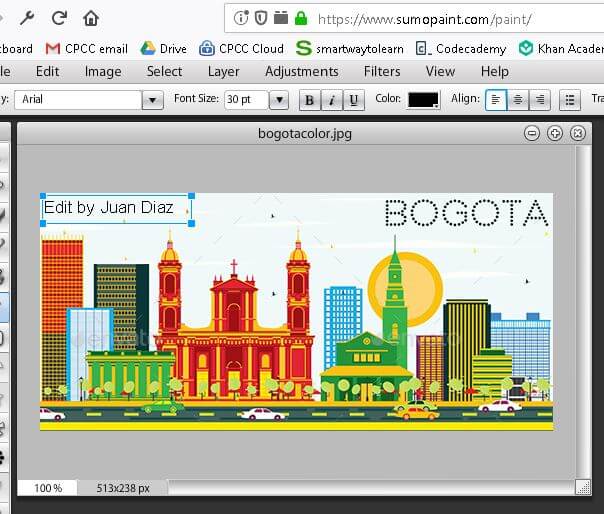 https://www.sumopaint.com/paint/
tboard CPCC email Drive CPCC Cloud smartwaytolearn Codecademy Khan Acade
le Edit Image Select Layer Adjustments Filters View Help
y: Arial Font Size: 30 pt B i U Color: Align: Tra
bogotacolor.jpg
Edit by Juan Diaz
BOGOTA
100 % 513x238 px